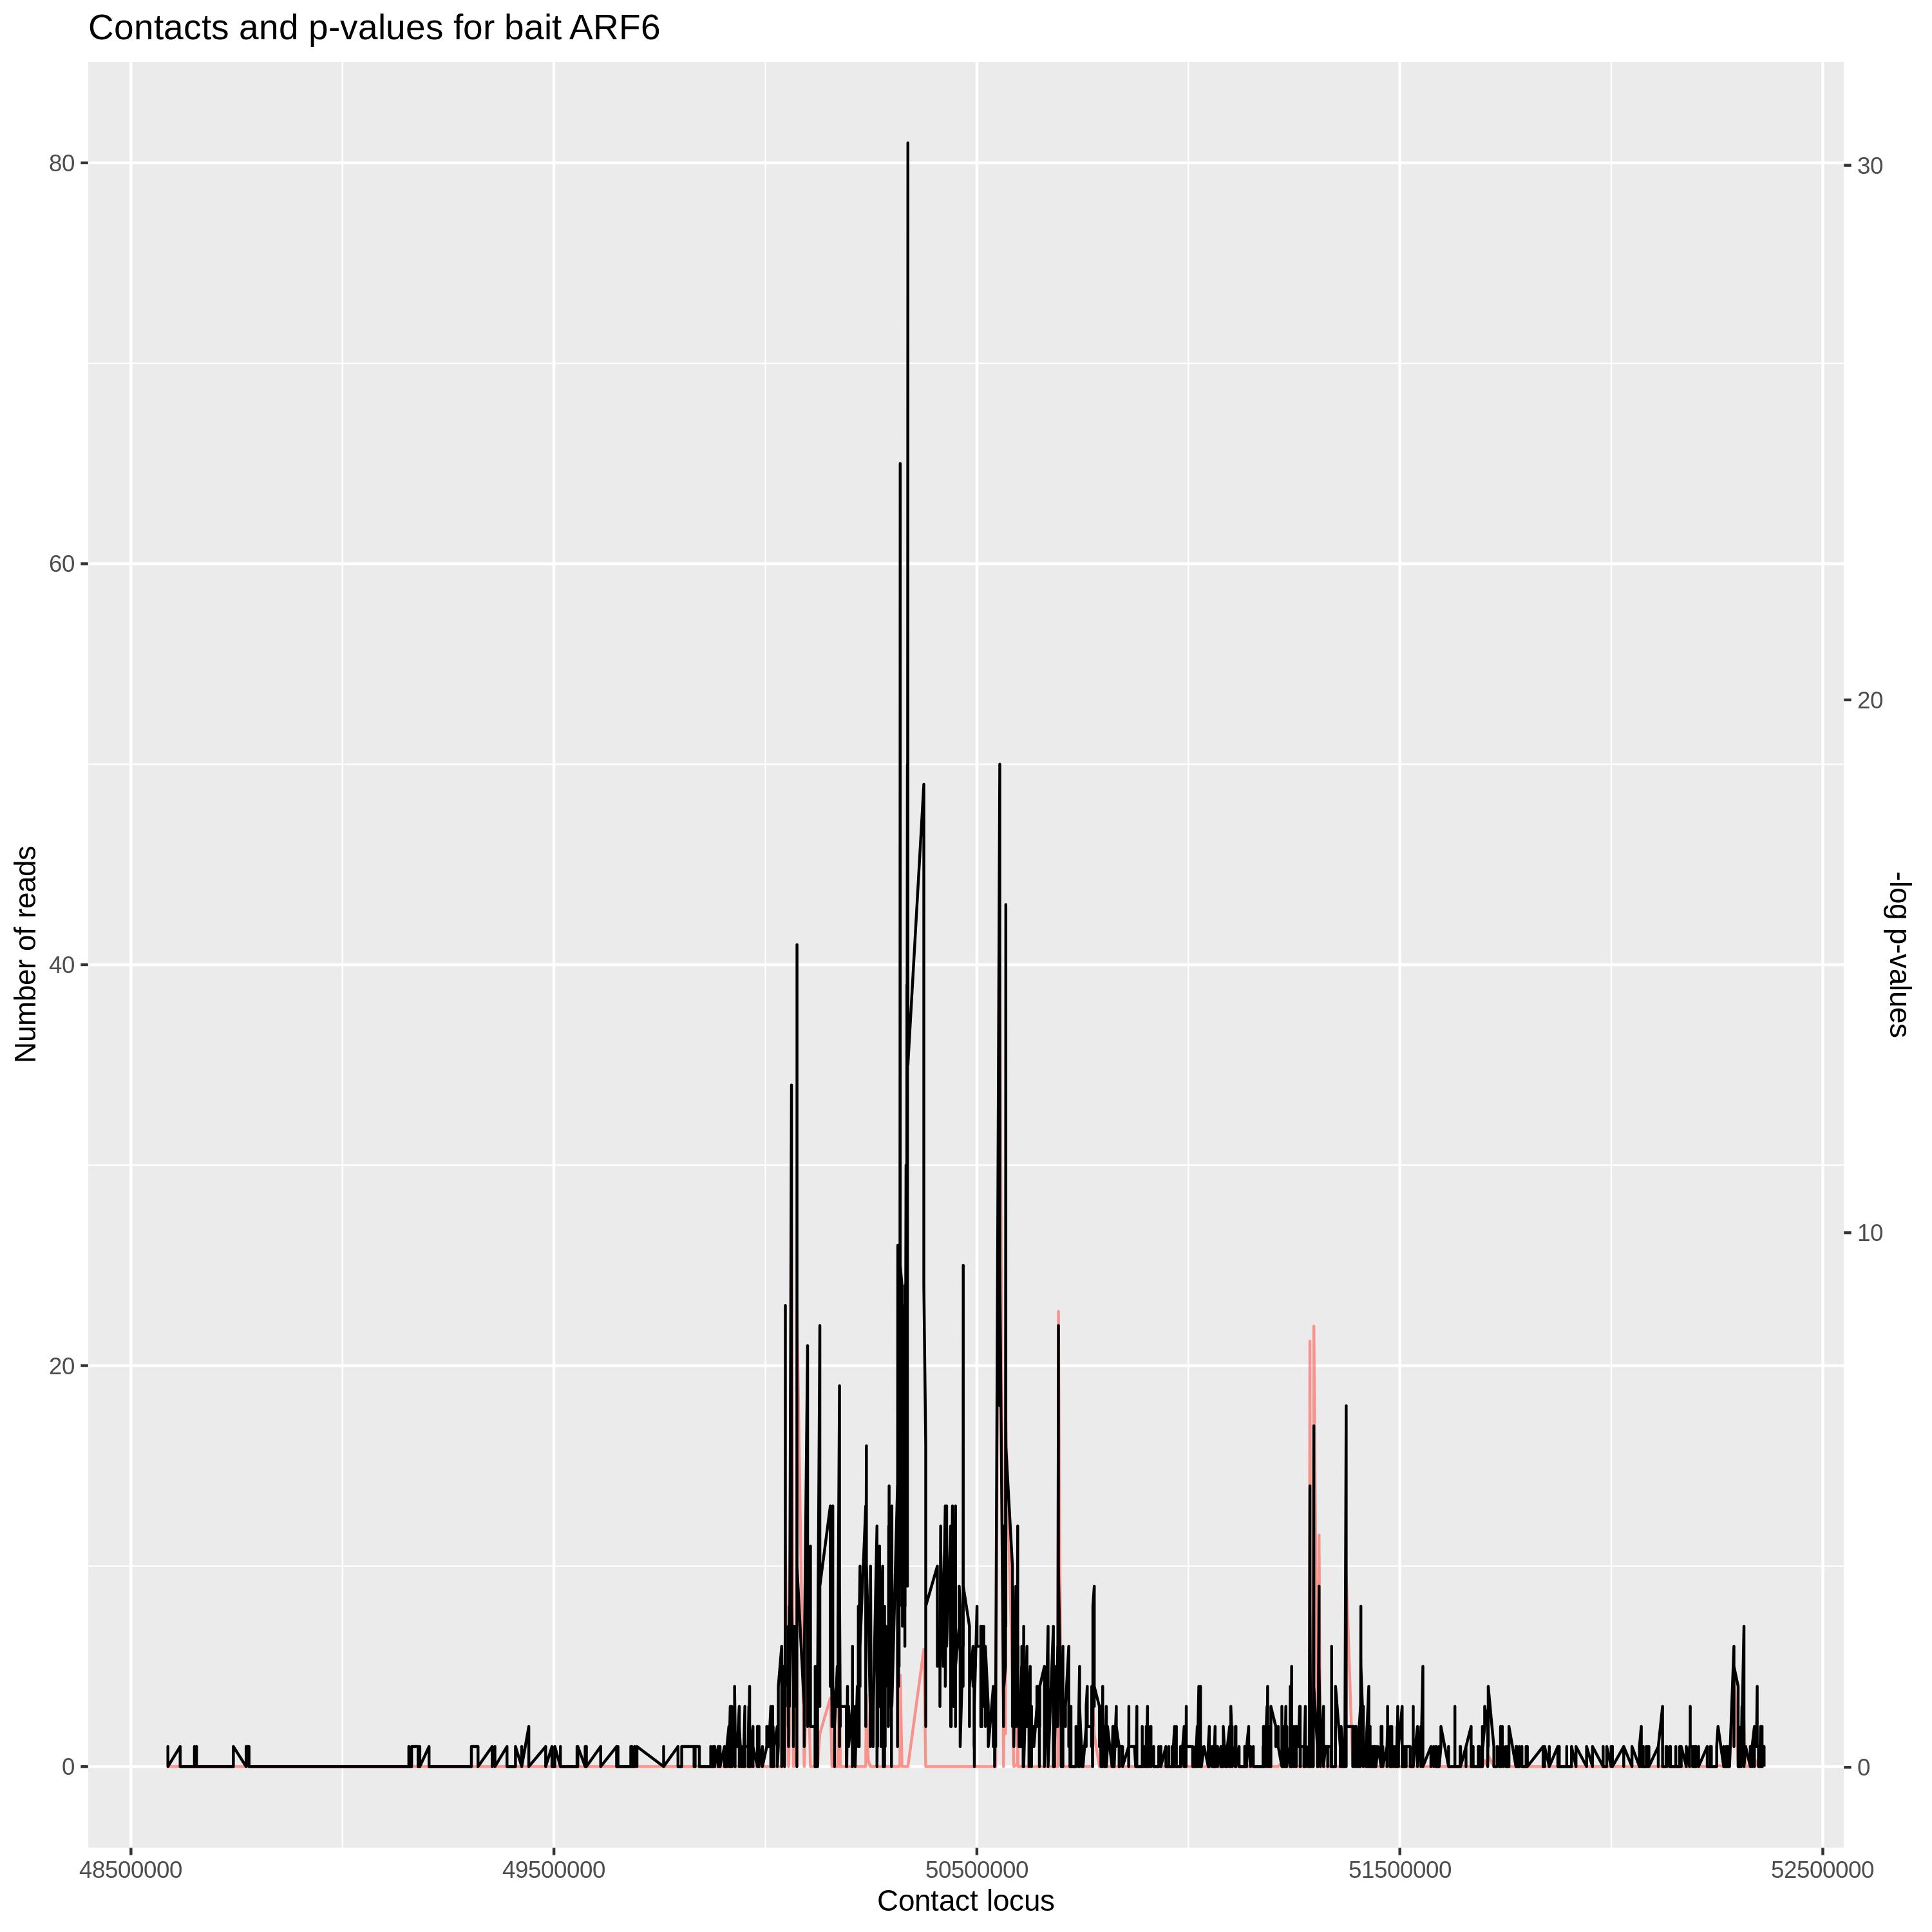 Contacts and p-values for bait ARF6
80
60
40
20
0
Number of reads
30
20
10
0
-log p-values
48500000 49500000 50500000 51500000 52500000
Contact locus